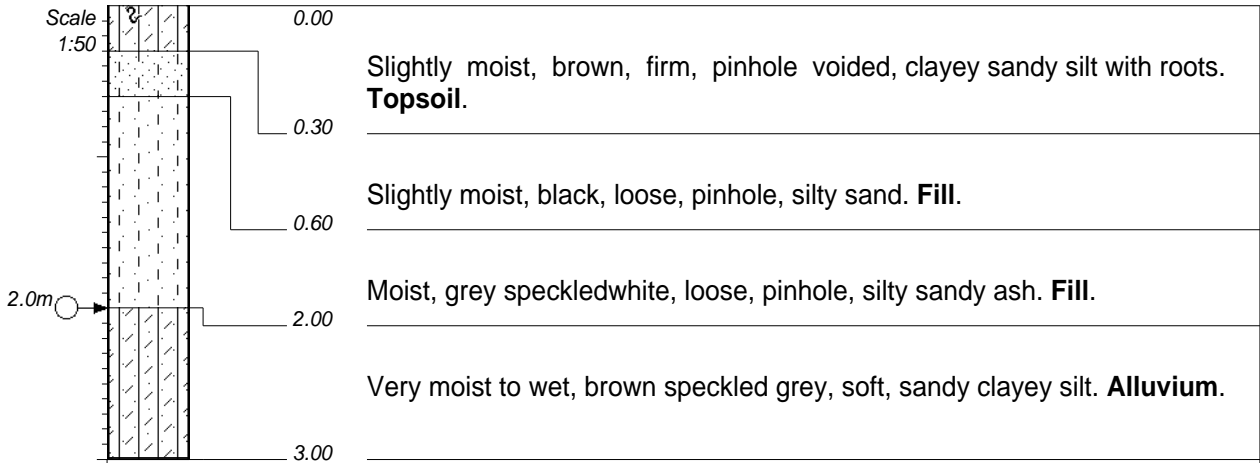 Scale
1:50
0.00
Slightly moist, brown, firm, pinhole voided, clayey sandy silt with roots.
Topsoil.
0.30
Slightly moist, black, loose, pinhole, silty sand. Fill.
0.60
Moist, grey speckledwhite, loose, pinhole, silty sandy ash. Fill.
2.0m
2.00
Very moist to wet, brown speckled grey, soft, sandy clayey silt. Alluvium.
3.00